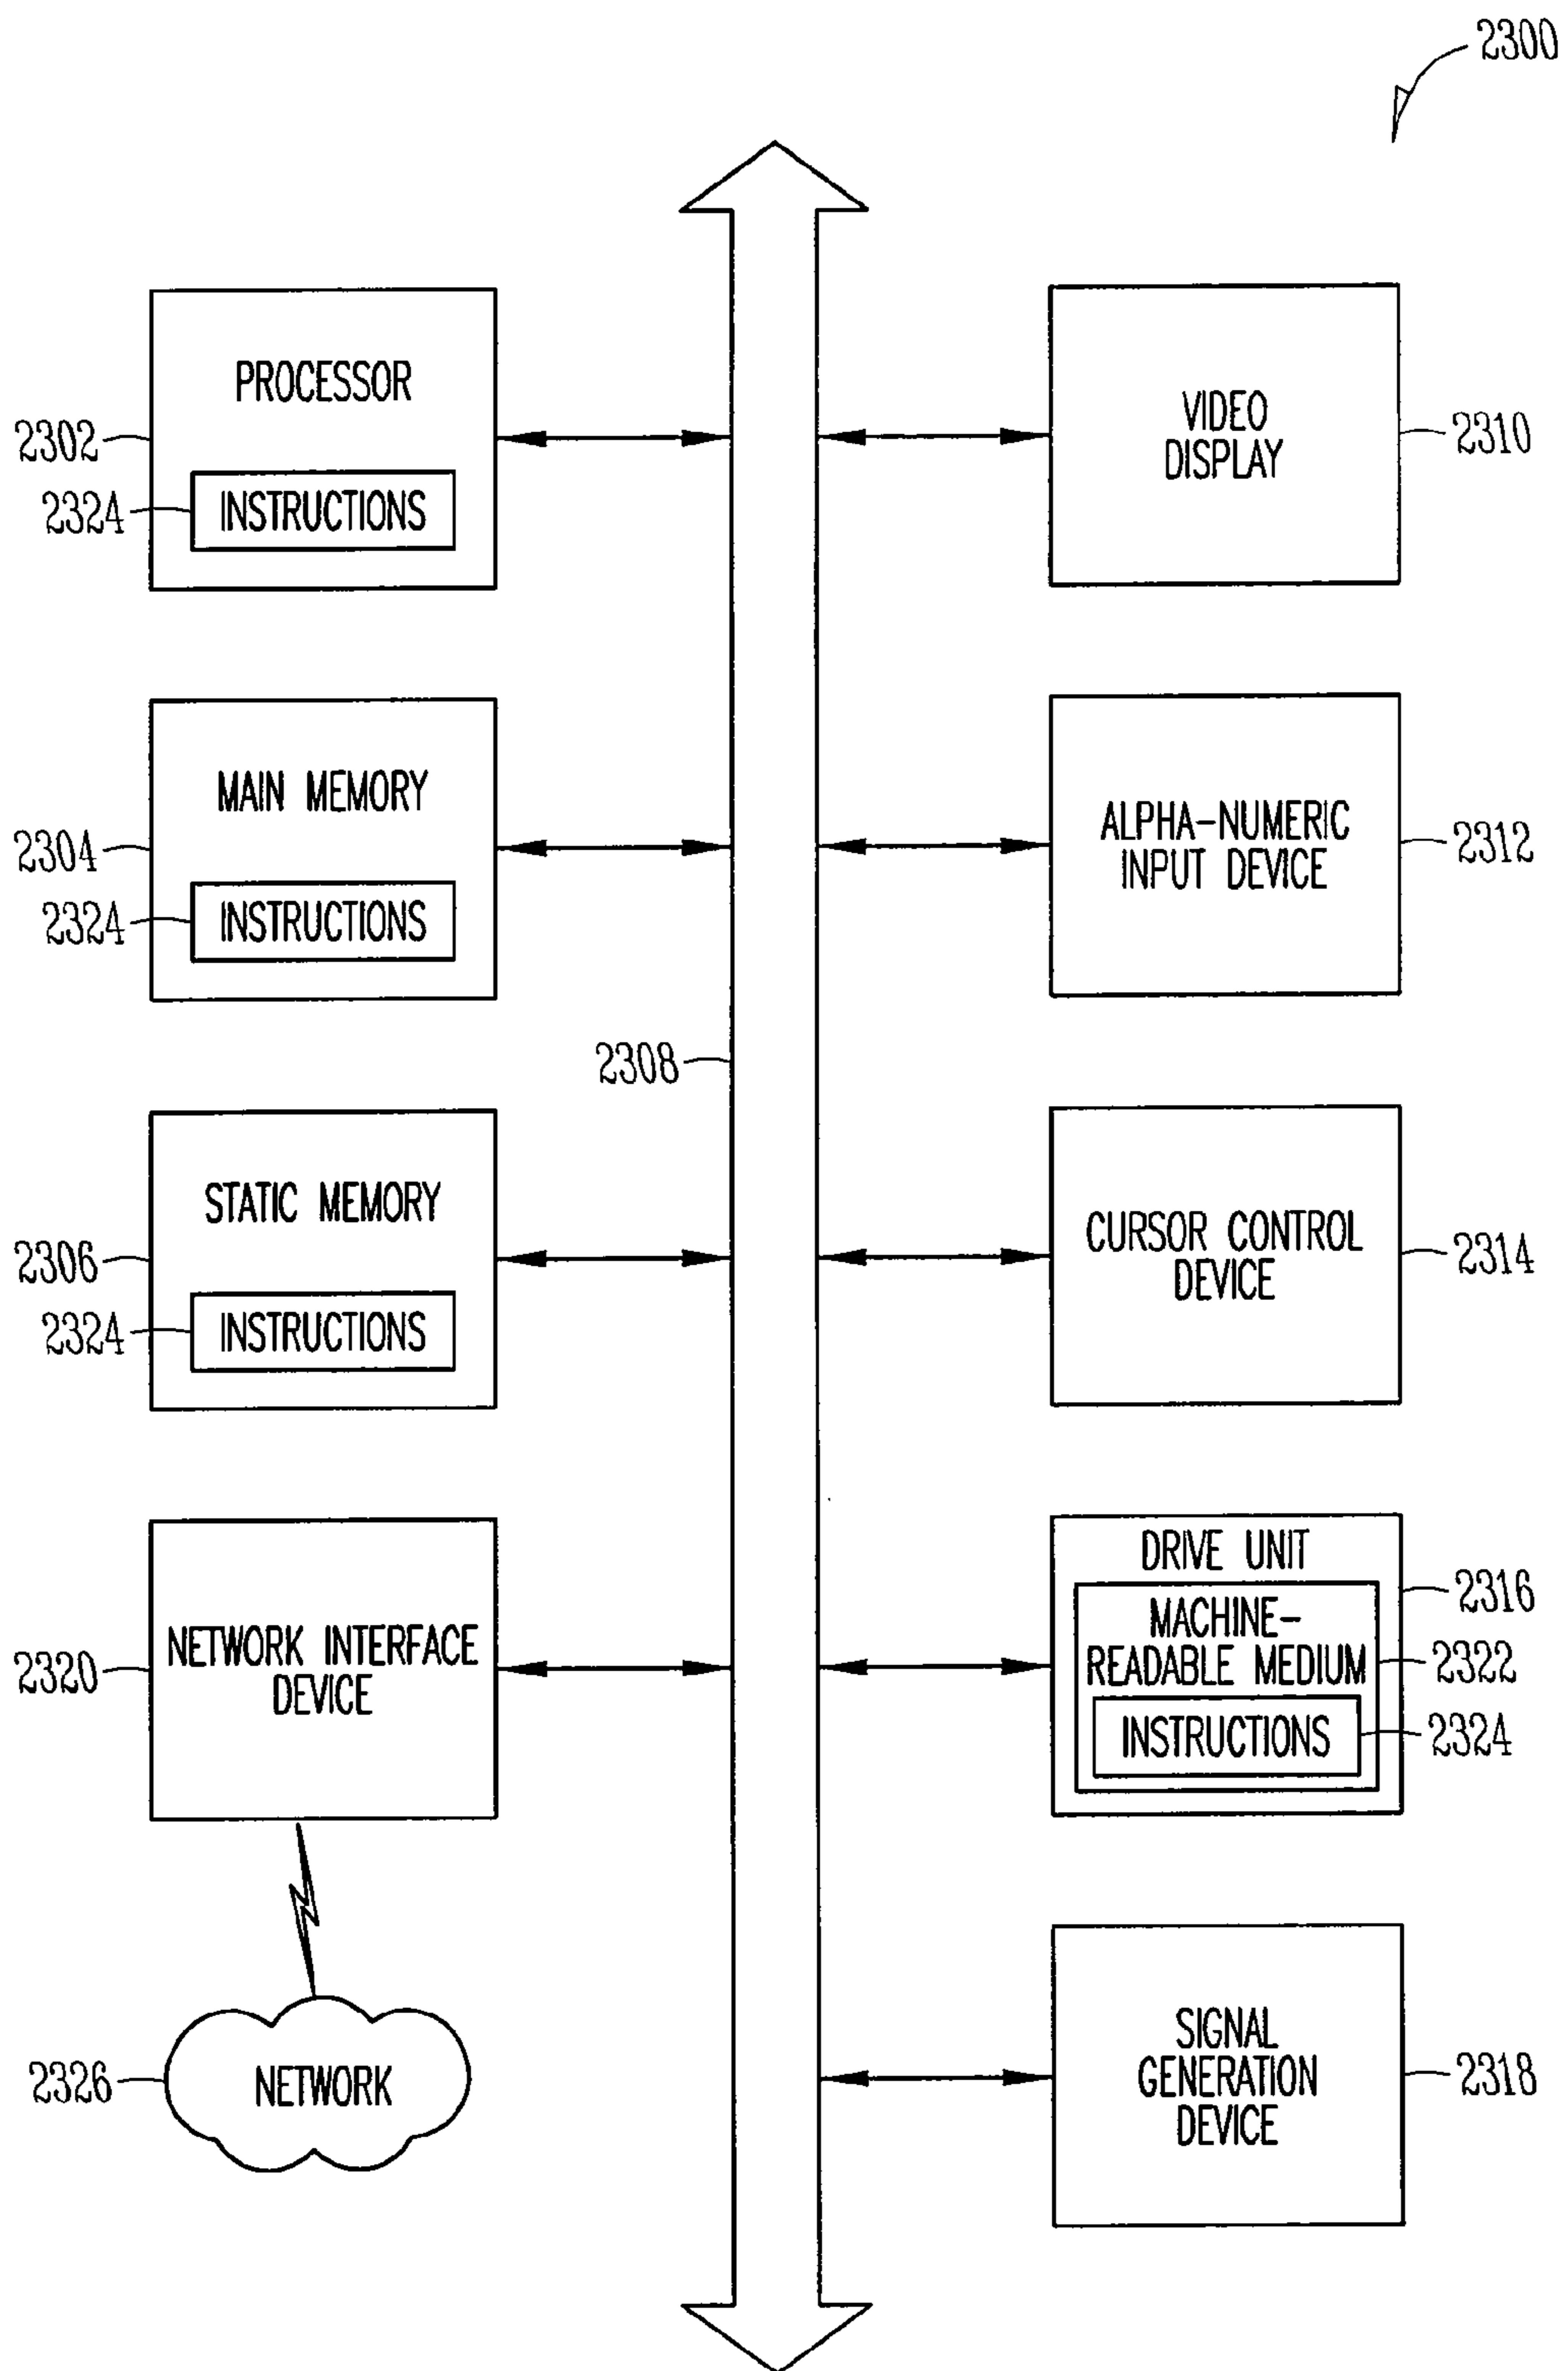 2300
PROCESSOR
2302
2324
INSTRUCTIONS
VIDEO
DISPLAY
2310
MAIN MEMORY
2304
2324
INSTRUCTIONS
ALPHA-NUMERIC
INPUT DEVICE
2312
2308
STATIC MEMORY
2306
2324
INSTRUCTIONS
CURSOR CONTROL
DEVICE
2314
NETWORK INTERFACE
DEVICE
2320
DRIVE UNIT
2316
MACHINE-
READABLE MEDIUM
2322
INSTRUCTIONS
2324
2326
NETWORK
SIGNAL
GENERATION
DEVICE
2318